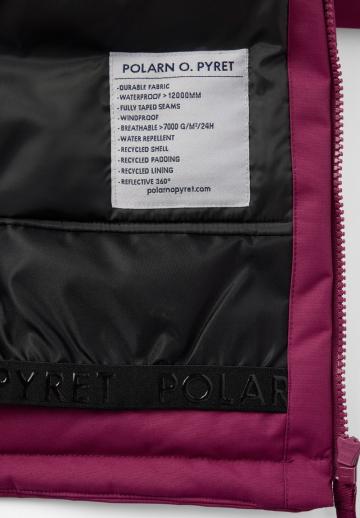 POLARN O. PYRET
-DURABLE FABRIC
-WATERPROOF >12000MM
-FULLY TAPED SEAMS
-WINDPROOF
-BREATHABLE >7000 G/M²/24H
-WATER REPELLENT
-RECYCLED SHELL
-RECYCLED PADDING
-RECYCLED LINING
-REFLECTIVE 360°
polarnopyret.com
PYRET POLAR